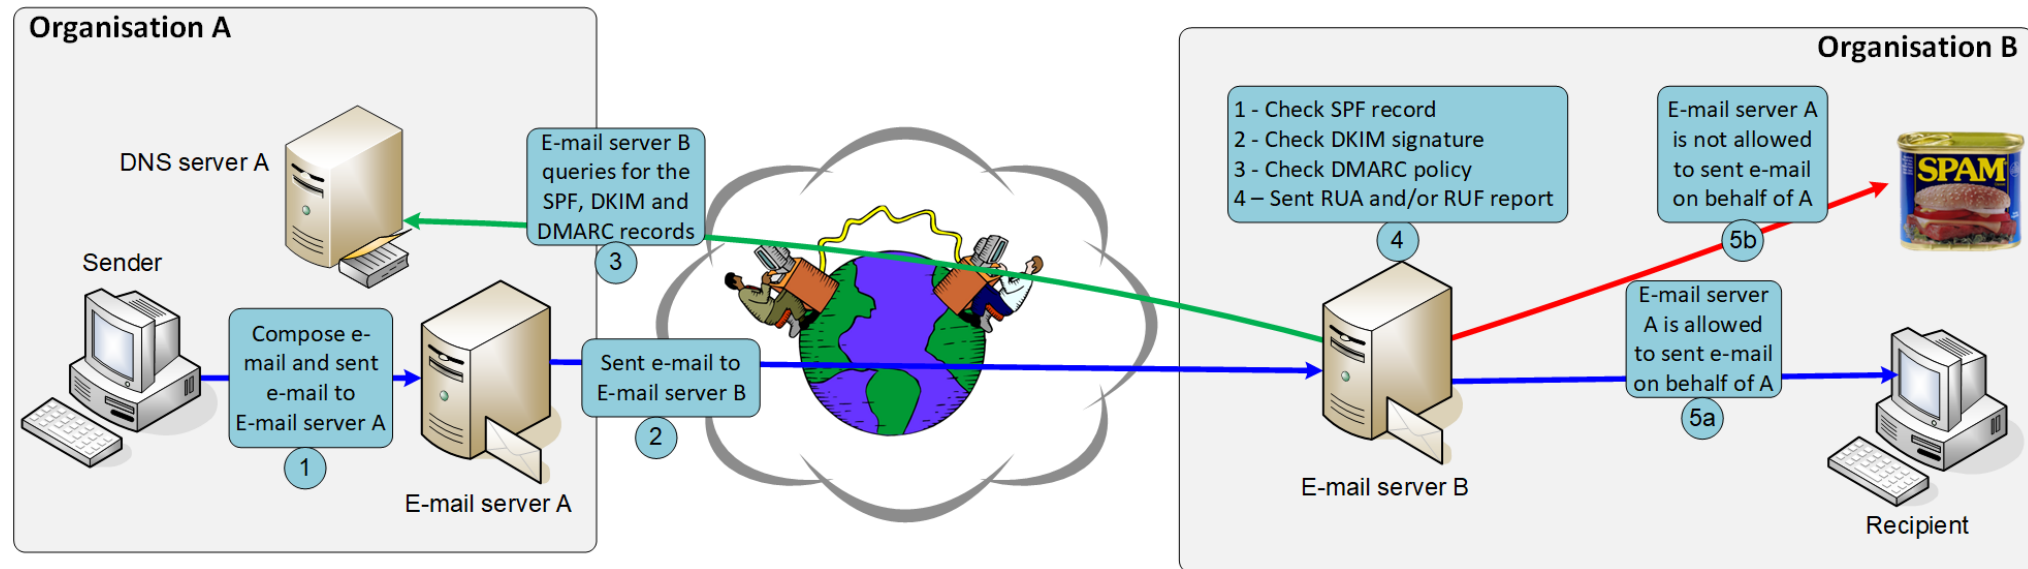 Organisation A
Organisation B
DNS server A
Sender
Compose e-
mail and sent
e-mail to
E-mail server A
1
E-mail server A
Sent e-mail to
E-mail server B
2
E-mail server B
queries for the
SPF, DKIM and
DMARC records
3
1 - Check SPF record
2 - Check DKIM signature
3 - Check DMARC policy
4 – Sent RUA and/or RUF report
4
E-mail server B
E-mail server
A is allowed
to sent e-mail
on behalf of A
5a
Recipient
E-mail server A
is not allowed
to sent e-mail
on behalf of A
5b
SPAM